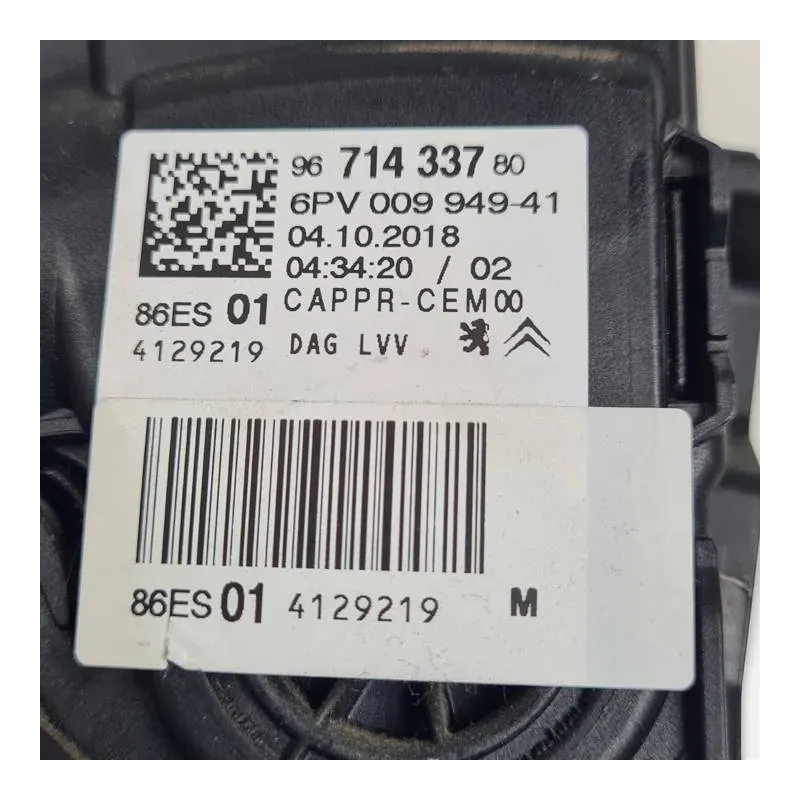 96 714 337 80
6PV 009 949-41
04.10.2018
04:34:20 / 02
86ES 01 CAPPR-CEM00
4129219 DAG LVV
86ES 01 4129219 M